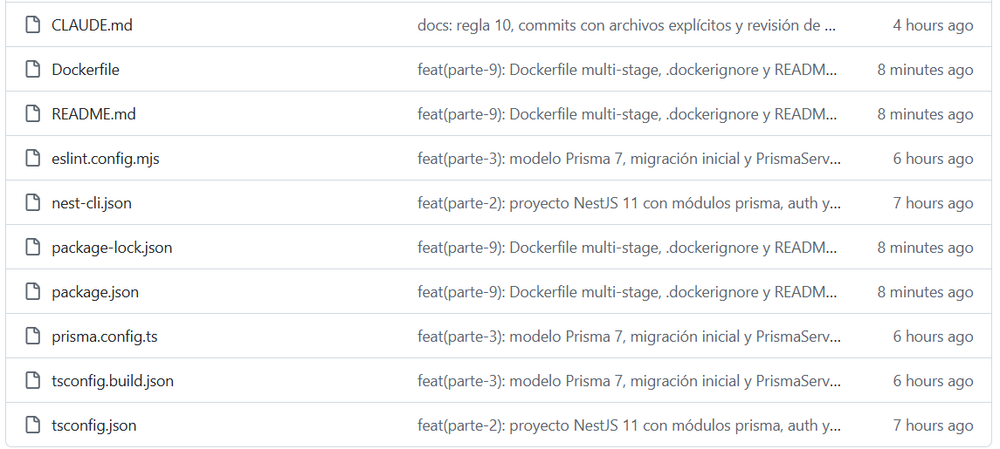 CLAUDE.md docs: regla 10, commits con archivos explícitos y revisión de ... 4 hours ago
Dockerfile feat(parte-9): Dockerfile multi-stage, .dockerignore y READM... 8 minutes ago
README.md feat(parte-9): Dockerfile multi-stage, .dockerignore y READM... 8 minutes ago
eslint.config.mjs feat(parte-3): modelo Prisma 7, migración inicial y PrismaServ... 6 hours ago
nest-cli.json feat(parte-2): proyecto NestJS 11 con módulos prisma, auth y... 7 hours ago
package-lock.json feat(parte-9): Dockerfile multi-stage, .dockerignore y READM... 8 minutes ago
package.json feat(parte-9): Dockerfile multi-stage, .dockerignore y READM... 8 minutes ago
prisma.config.ts feat(parte-3): modelo Prisma 7, migración inicial y PrismaServ... 6 hours ago
tsconfig.build.json feat(parte-3): modelo Prisma 7, migración inicial y PrismaServ... 6 hours ago
tsconfig.json feat(parte-2): proyecto NestJS 11 con módulos prisma, auth y... 7 hours ago